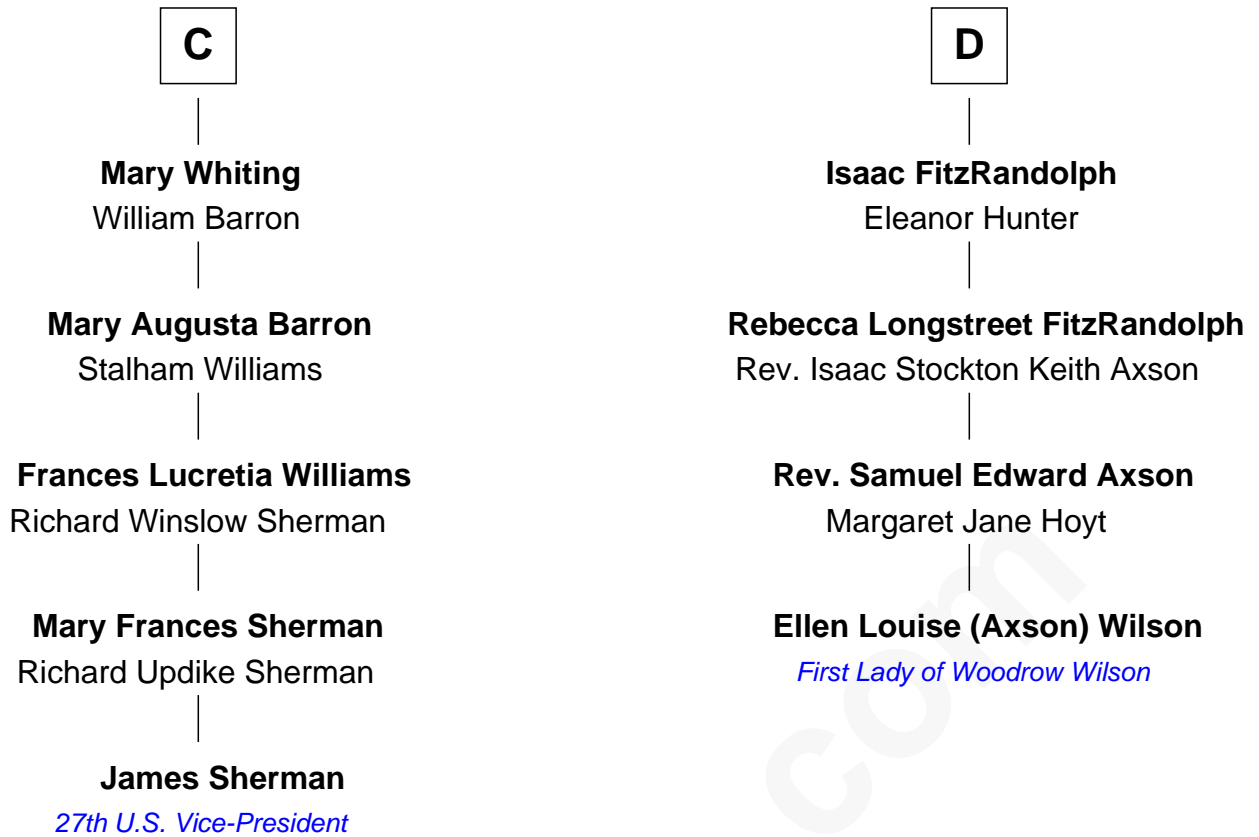 C
Mary Whiting
William Barron
Mary Augusta Barron
Stalham Williams
Frances Lucretia Williams
Richard Winslow Sherman
Mary Frances Sherman
Richard Updike Sherman
James Sherman
27th U.S. Vice-President
D
Isaac FitzRandolph
Eleanor Hunter
Rebecca Longstreet FitzRandolph
Rev. Isaac Stockton Keith Axson
Rev. Samuel Edward Axson
Margaret Jane Hoyt
Ellen Louise (Axson) Wilson
First Lady of Woodrow Wilson
com